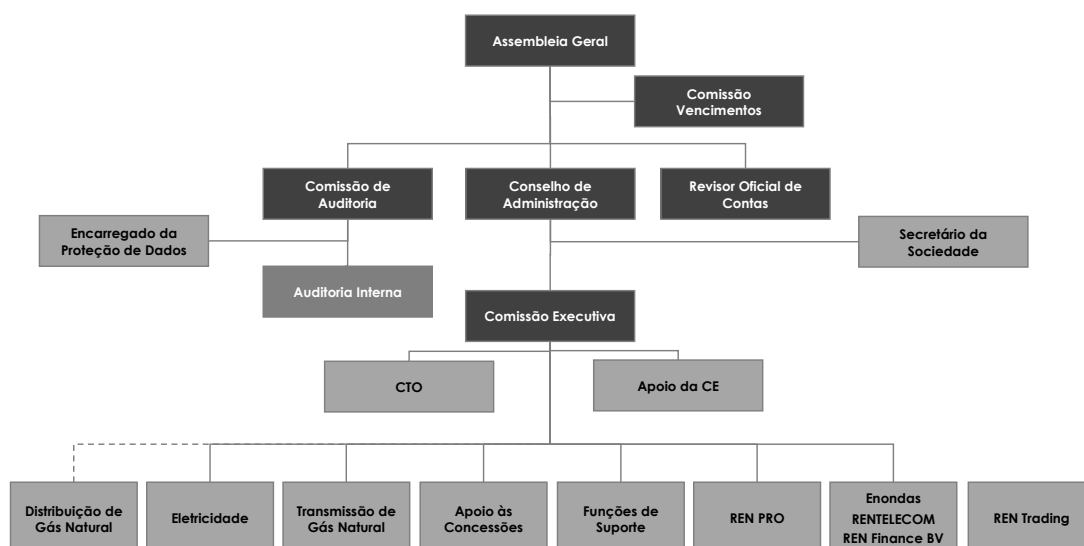 Assembleia Geral
Comissão
Vencimentos
Comissão de
Auditoria
Conselho de
Administração
Revisor Oficial de
Contas
Encarregado da
Proteção de Dados
Secretário da
Sociedade
Auditoria Interna
Comissão Executiva
CTO
Apoio da CE
Distribuição de
Gás Natural
Eletricidade
Transmissão de
Gás Natural
Apoio às
Concessões
Funções de
Suporte
REN PRO
Enondas
RENTELECOM
REN Finance BV
REN Trading